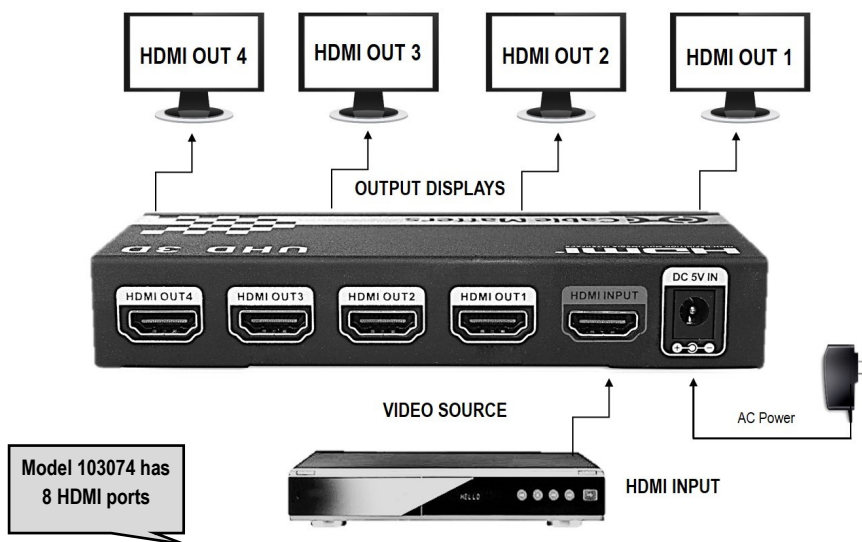 HDMI OUT 4
HDMI OUT 3
HDMI OUT 2
HDMI OUT 1
OUTPUT DISPLAYS
Cable Matters
UHD 3D
HDMI
DC 5V IN
HDMI OUT4
HDMI OUT3
HDMI OUT2
HDMI OUT1
HDMI INPUT
VIDEO SOURCE
AC Power
Model 103074 has
8 HDMI ports
HELLO
HDMI INPUT